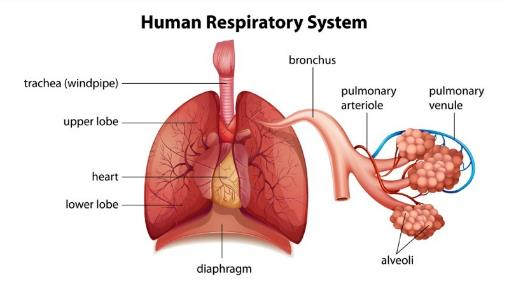 Human Respiratory System
bronchus
trachea (windpipe)
pulmonary
arteriole
pulmonary
venule
upper lobe
heart
lower lobe
alveoli
diaphragm